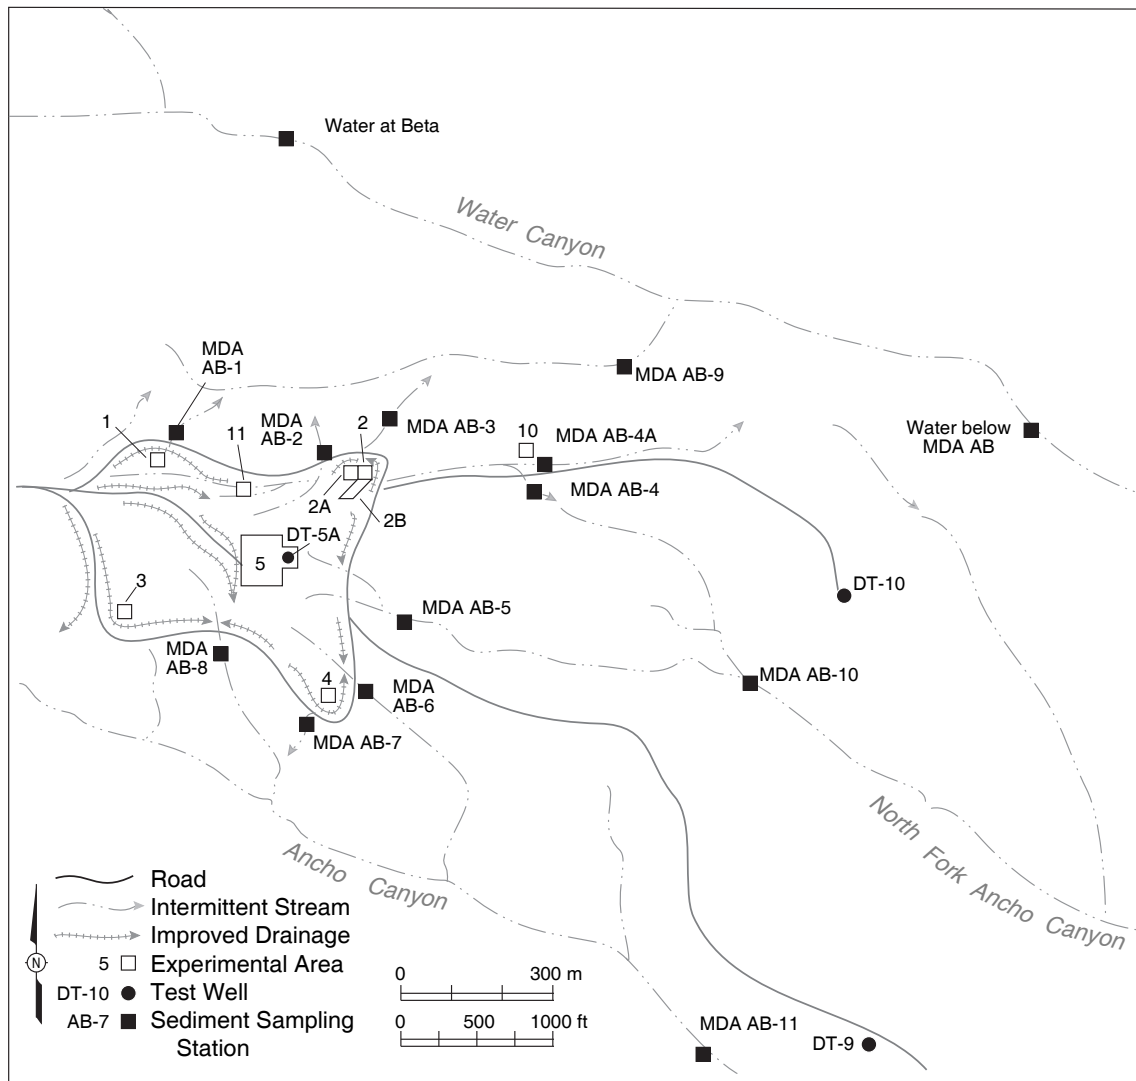 Water at Beta
Water Canyon
MDA
AB-1
MDA AB-9
1
11
MDA
AB-2
2
MDA AB-3
10
MDA AB-4A
Water below
MDA AB
MDA AB-4
2A
2B
DT-5A
5
3
DT-10
MDA AB-5
MDA
AB-8
4
MDA
AB-6
MDA AB-10
MDA AB-7
North Fork Ancho Canyon
Ancho Canyon
Road
Intermittent Stream
Improved Drainage
5 Experimental Area
N
DT-10 Test Well
AB-7 Sediment Sampling
Station
0 300 m
0 500 1000 ft
MDA AB-11
DT-9